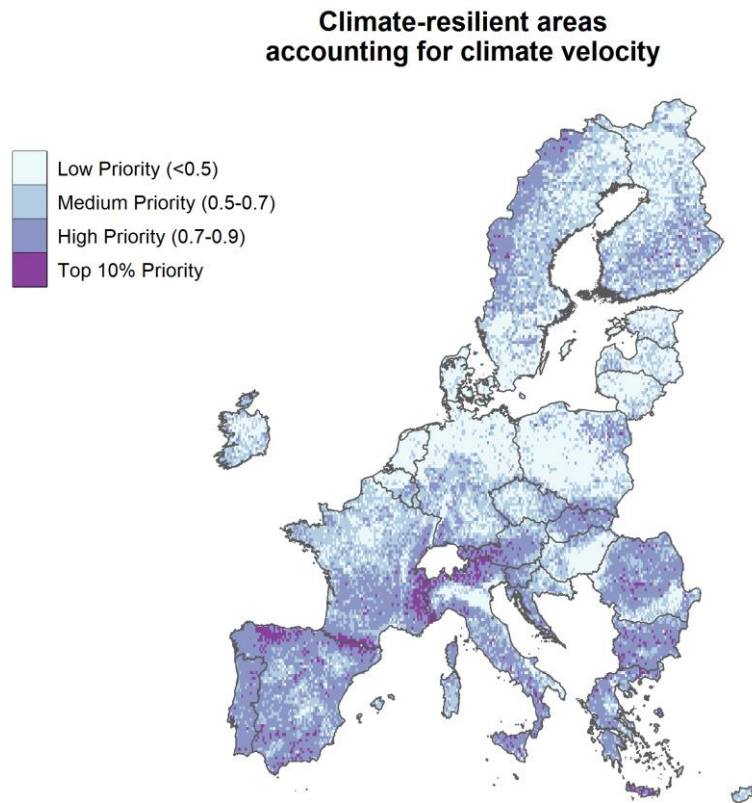 Climate-resilient areas
accounting for climate velocity
Low Priority (<0.5)
Medium Priority (0.5-0.7)
High Priority (0.7-0.9)
Top 10% Priority